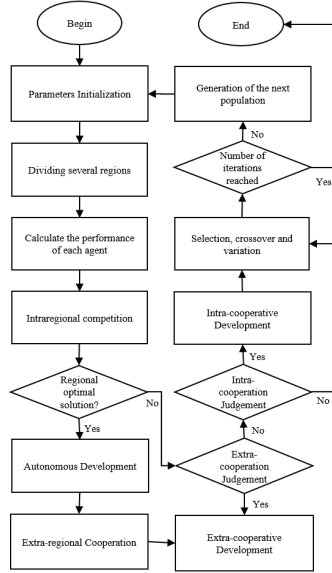 Begin
Parameters Initialization
Dividing several regions
Calculate the performance
of each agent
Intraregional competition
Regional
optimal
solution?
No
Yes
Autonomous Development
Extra-regional Cooperation
End
Generation of the next
population
No
Number of
iterations
reached
Yes
Selection, crossover and
variation
Intra-cooperative
Development
Yes
Intra-
cooperation
Judgement
No
No
Extra-
cooperation
Judgement
Yes
Extra-cooperative
Development